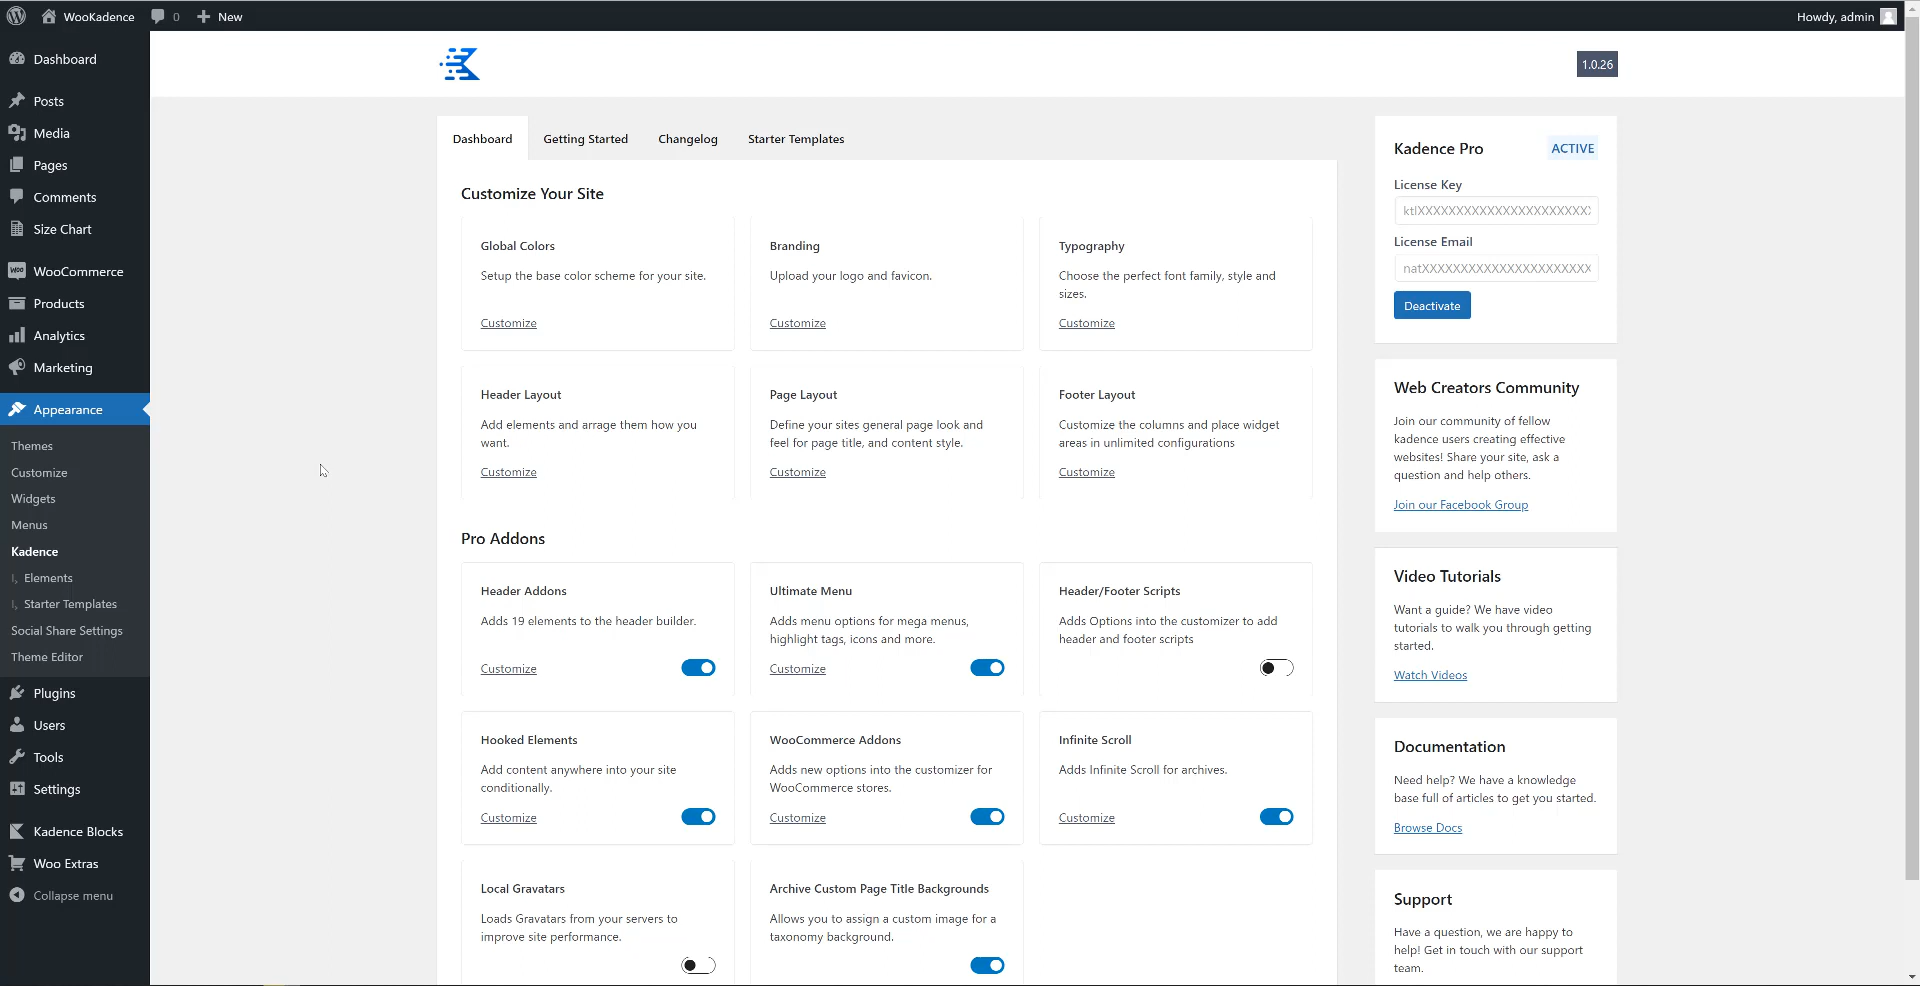 WooKadence
0
New
Howdy, admin
Dashboard
Posts
Media
Pages
Comments
Size Chart
WooCommerce
Products
Analytics
Marketing
Appearance
Themes
Customize
Widgets
Menus
Kadence
Elements
Starter Templates
Social Share Settings
Theme Editor
Plugins
Users
Tools
Settings
Kadence Blocks
Woo Extras
Collapse menu
1.0.26
Dashboard
Getting Started
Changelog
Starter Templates
Customize Your Site
Global Colors
Setup the base color scheme for your site.
Customize
Branding
Upload your logo and favicon.
Customize
Typography
Choose the perfect font family, style and
sizes.
Customize
Header Layout
Add elements and arrage them how you
want.
Customize
Page Layout
Define your sites general page look and
feel for page title, and content style.
Customize
Footer Layout
Customize the columns and place widget
areas in unlimited configurations
Customize
Pro Addons
Header Addons
Adds 19 elements to the header builder.
Customize
Ultimate Menu
Adds menu options for mega menus,
highlight tags, icons and more.
Customize
Header/Footer Scripts
Adds Options into the customizer to add
header and footer scripts
Hooked Elements
Add content anywhere into your site
conditionally.
Customize
WooCommerce Addons
Adds new options into the customizer for
WooCommerce stores.
Customize
Infinite Scroll
Adds Infinite Scroll for archives.
Customize
Local Gravatars
Loads Gravatars from your servers to
improve site performance.
Archive Custom Page Title Backgrounds
Allows you to assign a custom image for a
taxonomy background.
Kadence Pro
ACTIVE
License Key
ktlXXXXXXXXXXXXXXXXXXXXXXX
License Email
natXXXXXXXXXXXXXXXXXXXXXX
Deactivate
Web Creators Community
Join our community of fellow
kadence users creating effective
websites! Share your site, ask a
question and help others.
Join our Facebook Group
Video Tutorials
Want a guide? We have video
tutorials to walk you through getting
started.
Watch Videos
Documentation
Need help? We have a knowledge
base full of articles to get you started.
Browse Docs
Support
Have a question, we are happy to
help! Get in touch with our support
team.